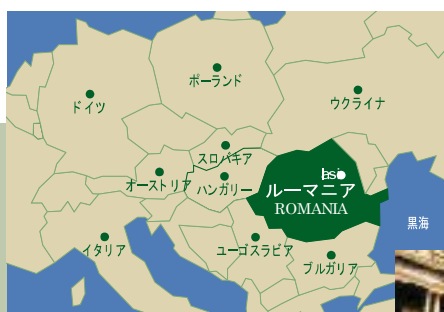 ポーランド
ドイツ
ウクライナ
スロバキア
オーストリア
ハンガリー
Iasi
ルーマニア
ROMANIA
黒海
イタリア
ユーゴスラビア
ブルガリア